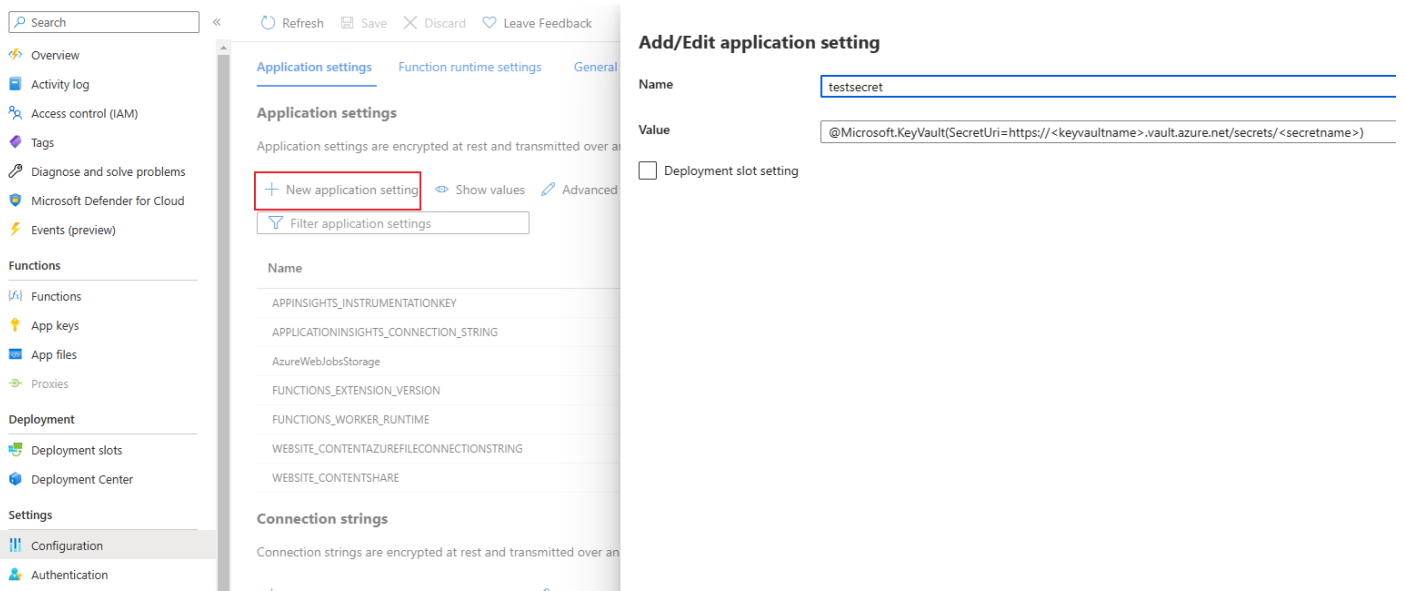 Search
«
Overview
Activity log
Access control (IAM)
Tags
Diagnose and solve problems
Microsoft Defender for Cloud
Events (preview)
Functions
Functions
App keys
App files
Proxies
Deployment
Deployment slots
Deployment Center
Settings
Configuration
Authentication
Refresh Save Discard Leave Feedback
Application settings Function runtime settings General
Application settings
Application settings are encrypted at rest and transmitted over a
New application setting Show values Advanced
Filter application settings
Name
APPINSIGHTS_INSTRUMENTATIONKEY
APPLICATIONINSIGHTS_CONNECTION_STRING
AzureWebJobsStorage
FUNCTIONS_EXTENSION_VERSION
FUNCTIONS_WORKER_RUNTIME
WEBSITE_CONTENTAZUREFILECONNECTIONSTRING
WEBSITE_CONTENTSHARE
Connection strings
Connection strings are encrypted at rest and transmitted over an
Add/Edit application setting
Name
testsecret
Value
@Microsoft.KeyVault(SecretUri=https://<keyvaultname>.vault.azure.net/secrets/<secretname>)
Deployment slot setting